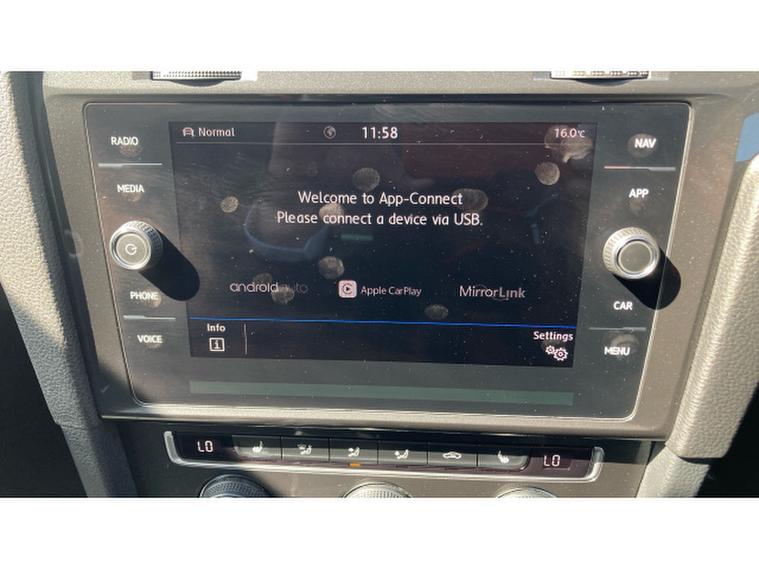 RADIO
MEDIA
PHONE
VOICE
Normal 11:58 16.0°C
Welcome to App-Connect
Please connect a device via USB.
androidauto Apple CarPlay MirrorLink
Info
Settings
NAV
APP
CAR
MENU
LO
LO